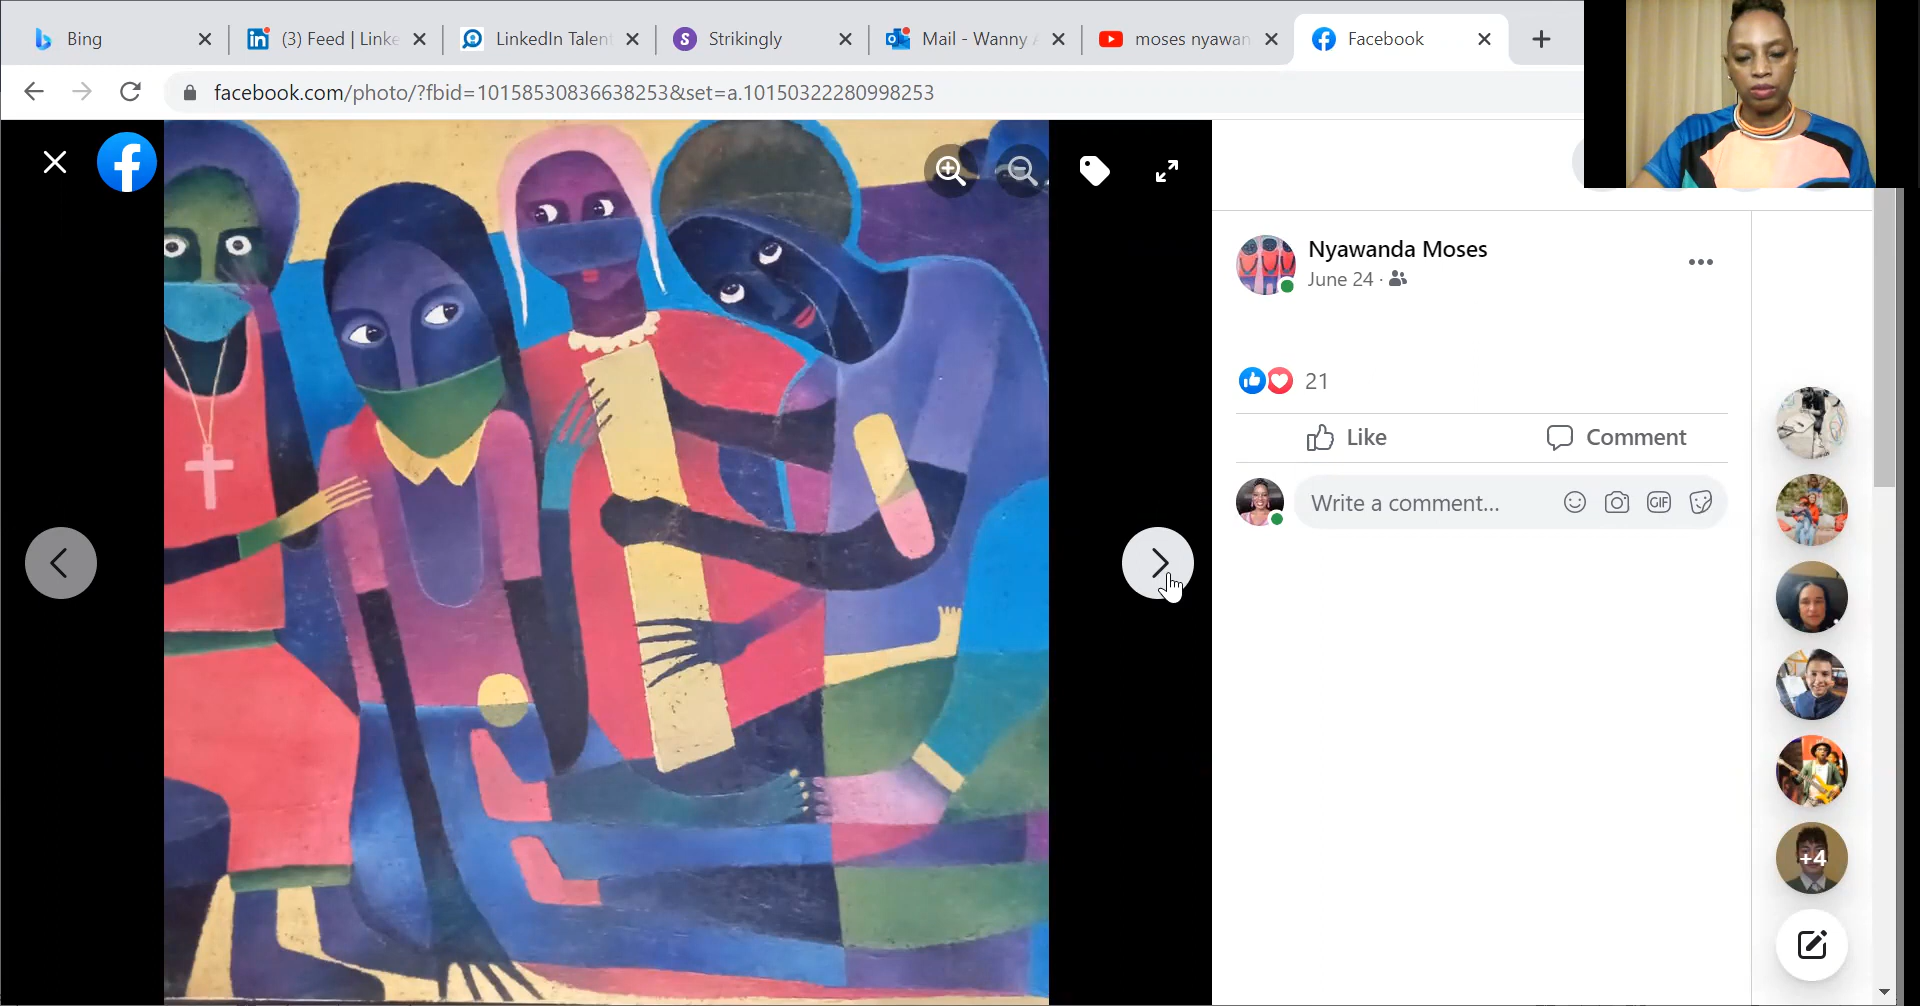 Bing
(3) Feed | Linke
LinkedIn Talent
Strikingly
Mail - Wanny A
moses nyawan
Facebook
facebook.com/photo/?fbid=10158530836638253&set=a.10150322280998253
Nyawanda Moses
June 24 ·
21
Like
Comment
Write a comment...
GIF
+4